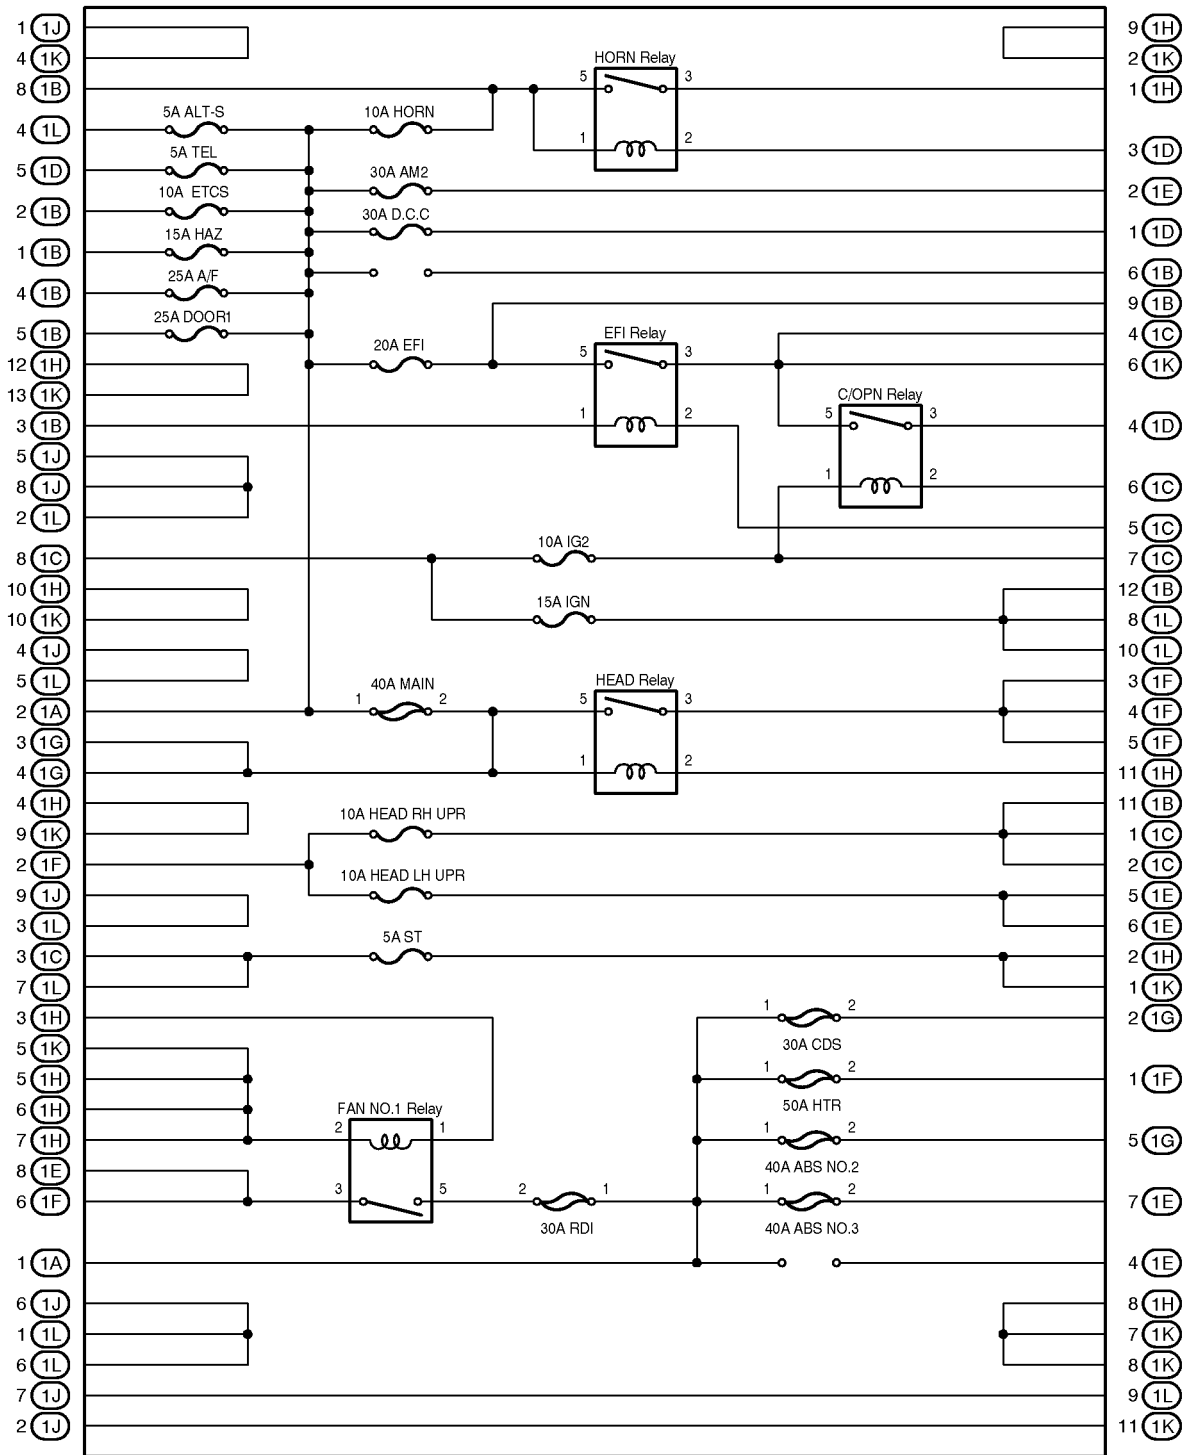 1 1J 9 1H
4 1K HORN Relay 2 1K
8 1B 5 3 1H 1
5A ALT-S 10A HORN
4 1L 1 2 3 1D
5A TEL
5 1D 30A AM2
10A ETCS 2 1E
2 1B 30A D.C.C
15A HAZ 1 1D
1 1B
25A A/F 6 1B
4 1B 9 1B
25A DOOR1 EFI Relay
5 1B 20A EFI 4 1C
12 1H 5 3 6 1K
13 1K C/OPN Relay
3 1B 1 2 5 3 4 1D
5 1J
8 1J 1 2 6 1C
2 1L 5 1C
10A IG2
8 1C 7 1C
10 1H 15A IGN 12 1B
10 1K 8 1L
4 1J 10 1L
5 1L 40A MAIN HEAD Relay 3 1F
2 1A 1 2 5 3 4 1F
3 1G 5 1F
4 1G 1 2 11 1H
4 1H 11 1B
10A HEAD RH UPR
9 1K 1 1C
2 1F 2 1C
10A HEAD LH UPR
9 1J 5 1E
3 1L 6 1E
5A ST
3 1C 2 1H
7 1L 1 1K
3 1H 1 2 2 1G
30A CDS
5 1K
5 1H 1 2 1 1F
50A HTR
6 1H FAN NO.1 Relay
7 1H 2 1 1 2 5 1G
40A ABS NO.2
8 1E
6 1F 3 5 2 1 1 2 7 1E
30A RDI 40A ABS NO.3
1 1A 4 1E
6 1J 8 1H
1 1L 7 1K
6 1L 8 1K
7 1J 9 1L
2 1J 11 1K